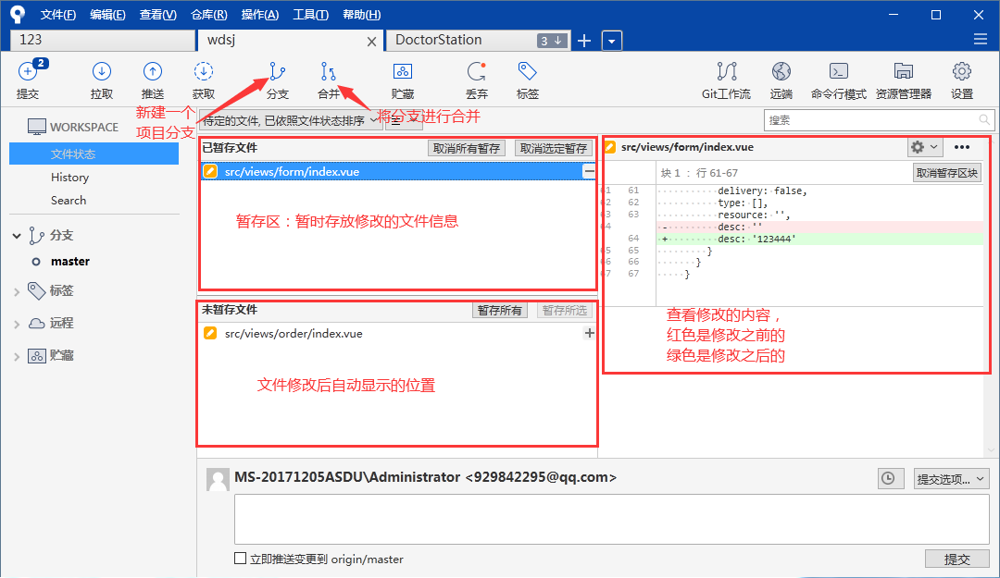 文件(F) 编辑(E) 查看(V) 仓库(R) 操作(A) 工具(T) 帮助(H)
123 wdsj DoctorStation 3
2
提交 拉取 推送 获取 分支 合并 贮藏 丢弃 标签 Git工作流 远端 命令行模式 资源管理器 设置
新建一个
项目分支
将分支进行合并
WORKSPACE
文件状态
History
Search
分支
master
标签
远程
贮藏
待定的文件, 已依照文件状态排序
搜索
已暂存文件 取消所有暂存 取消选定暂存
src/views/form/index.vue
暂存区：暂时存放修改的文件信息
未暂存文件 暂存所有 暂存所选
src/views/order/index.vue
文件修改后自动显示的位置
src/views/form/index.vue
块 1 ： 行 61-67 取消暂存区块
61 61 delivery: false,
62 62 type: [],
63 63 resource: '',
64 - desc: ''
64 + desc: '123444'
65 65 }
66 66 }
67 67 }
查看修改的内容，
红色是修改之前的
绿色是修改之后的
MS-20171205ASDU\Administrator <929842295@qq.com>
提交选项...
立即推送变更到 origin/master
提交